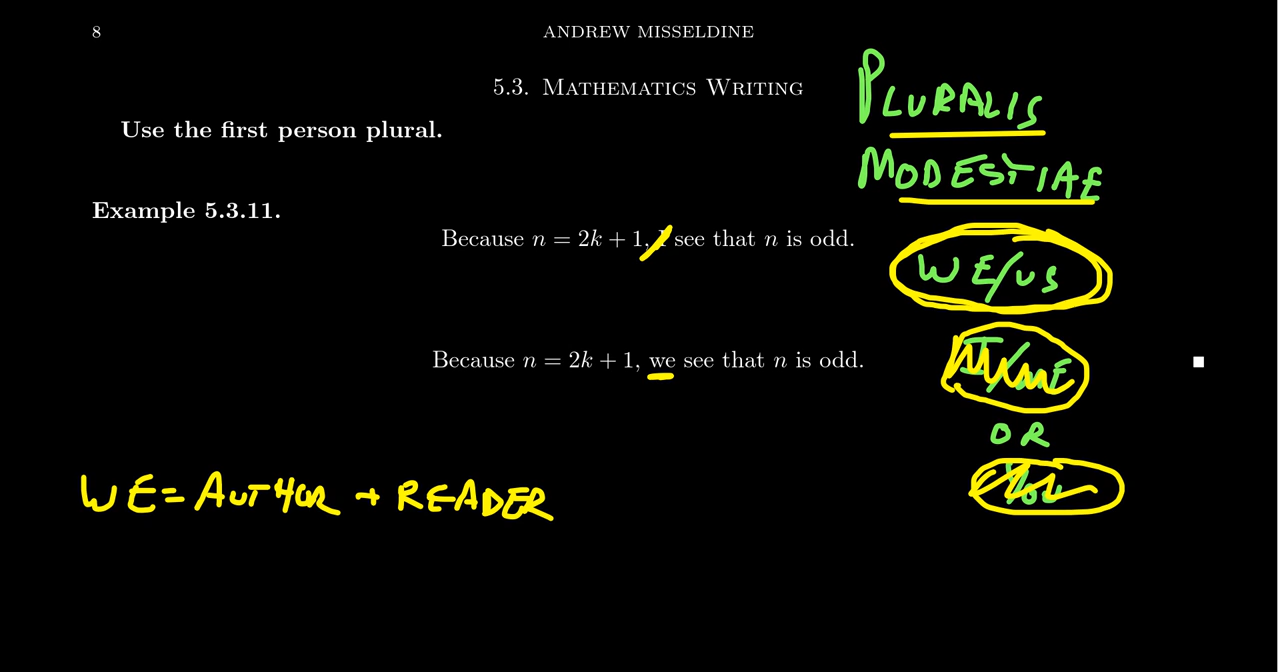 8 ANDREW MISSELDINE
5.3. MATHEMATICS WRITING
PLURALIS
Use the first person plural.
MODESTIAE
Example 5.3.11.
Because n = 2k + 1, I see that n is odd.
WE/US
Because n = 2k + 1, we see that n is odd.
I/ME
OR
You
WE = AUTHOR + READER